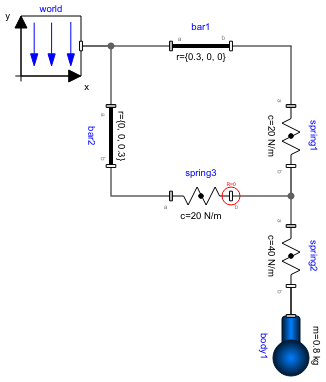 world
y
x
bar1
a
b
r={0.3, 0, 0}
a
bar2
r={0, 0, 0.3}
b
a
spring1
c=20 N/m
b
spring3
R=0
a
b
c=20 N/m
a
spring2
c=40 N/m
b
body1
m=0.8 kg